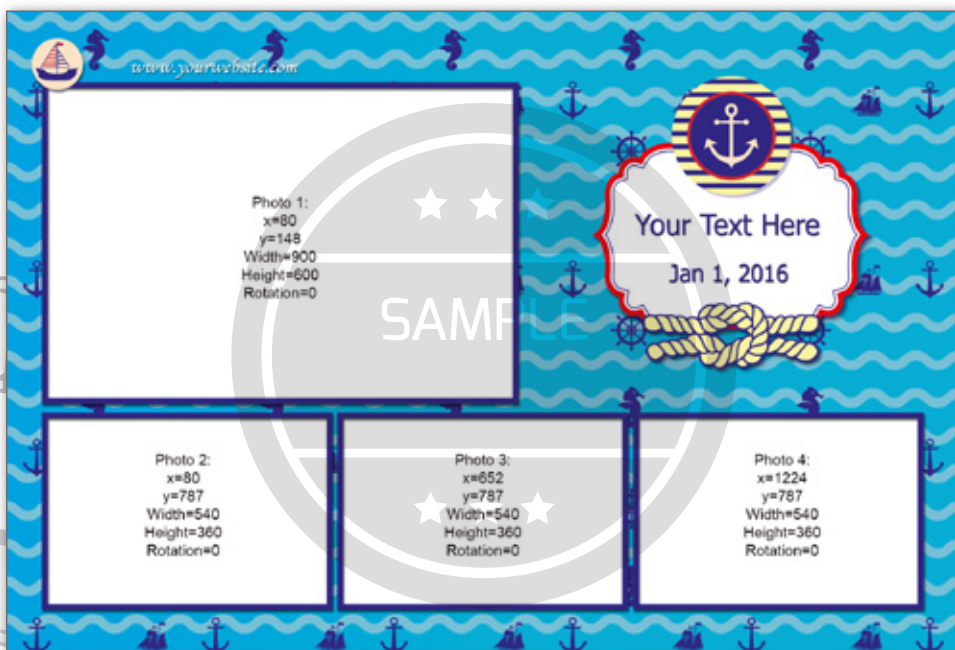 www.yourwebsite.com
Photo 1:
x=80
y=148
Width=900
Height=600
Rotation=0
Your Text Here
Jan 1, 2016
SAMPLE
Photo 2:
x=80
y=787
Width=540
Height=360
Rotation=0
Photo 3:
x=652
y=787
Width=540
Height=360
Rotation=0
Photo 4:
x=1224
y=787
Width=540
Height=360
Rotation=0